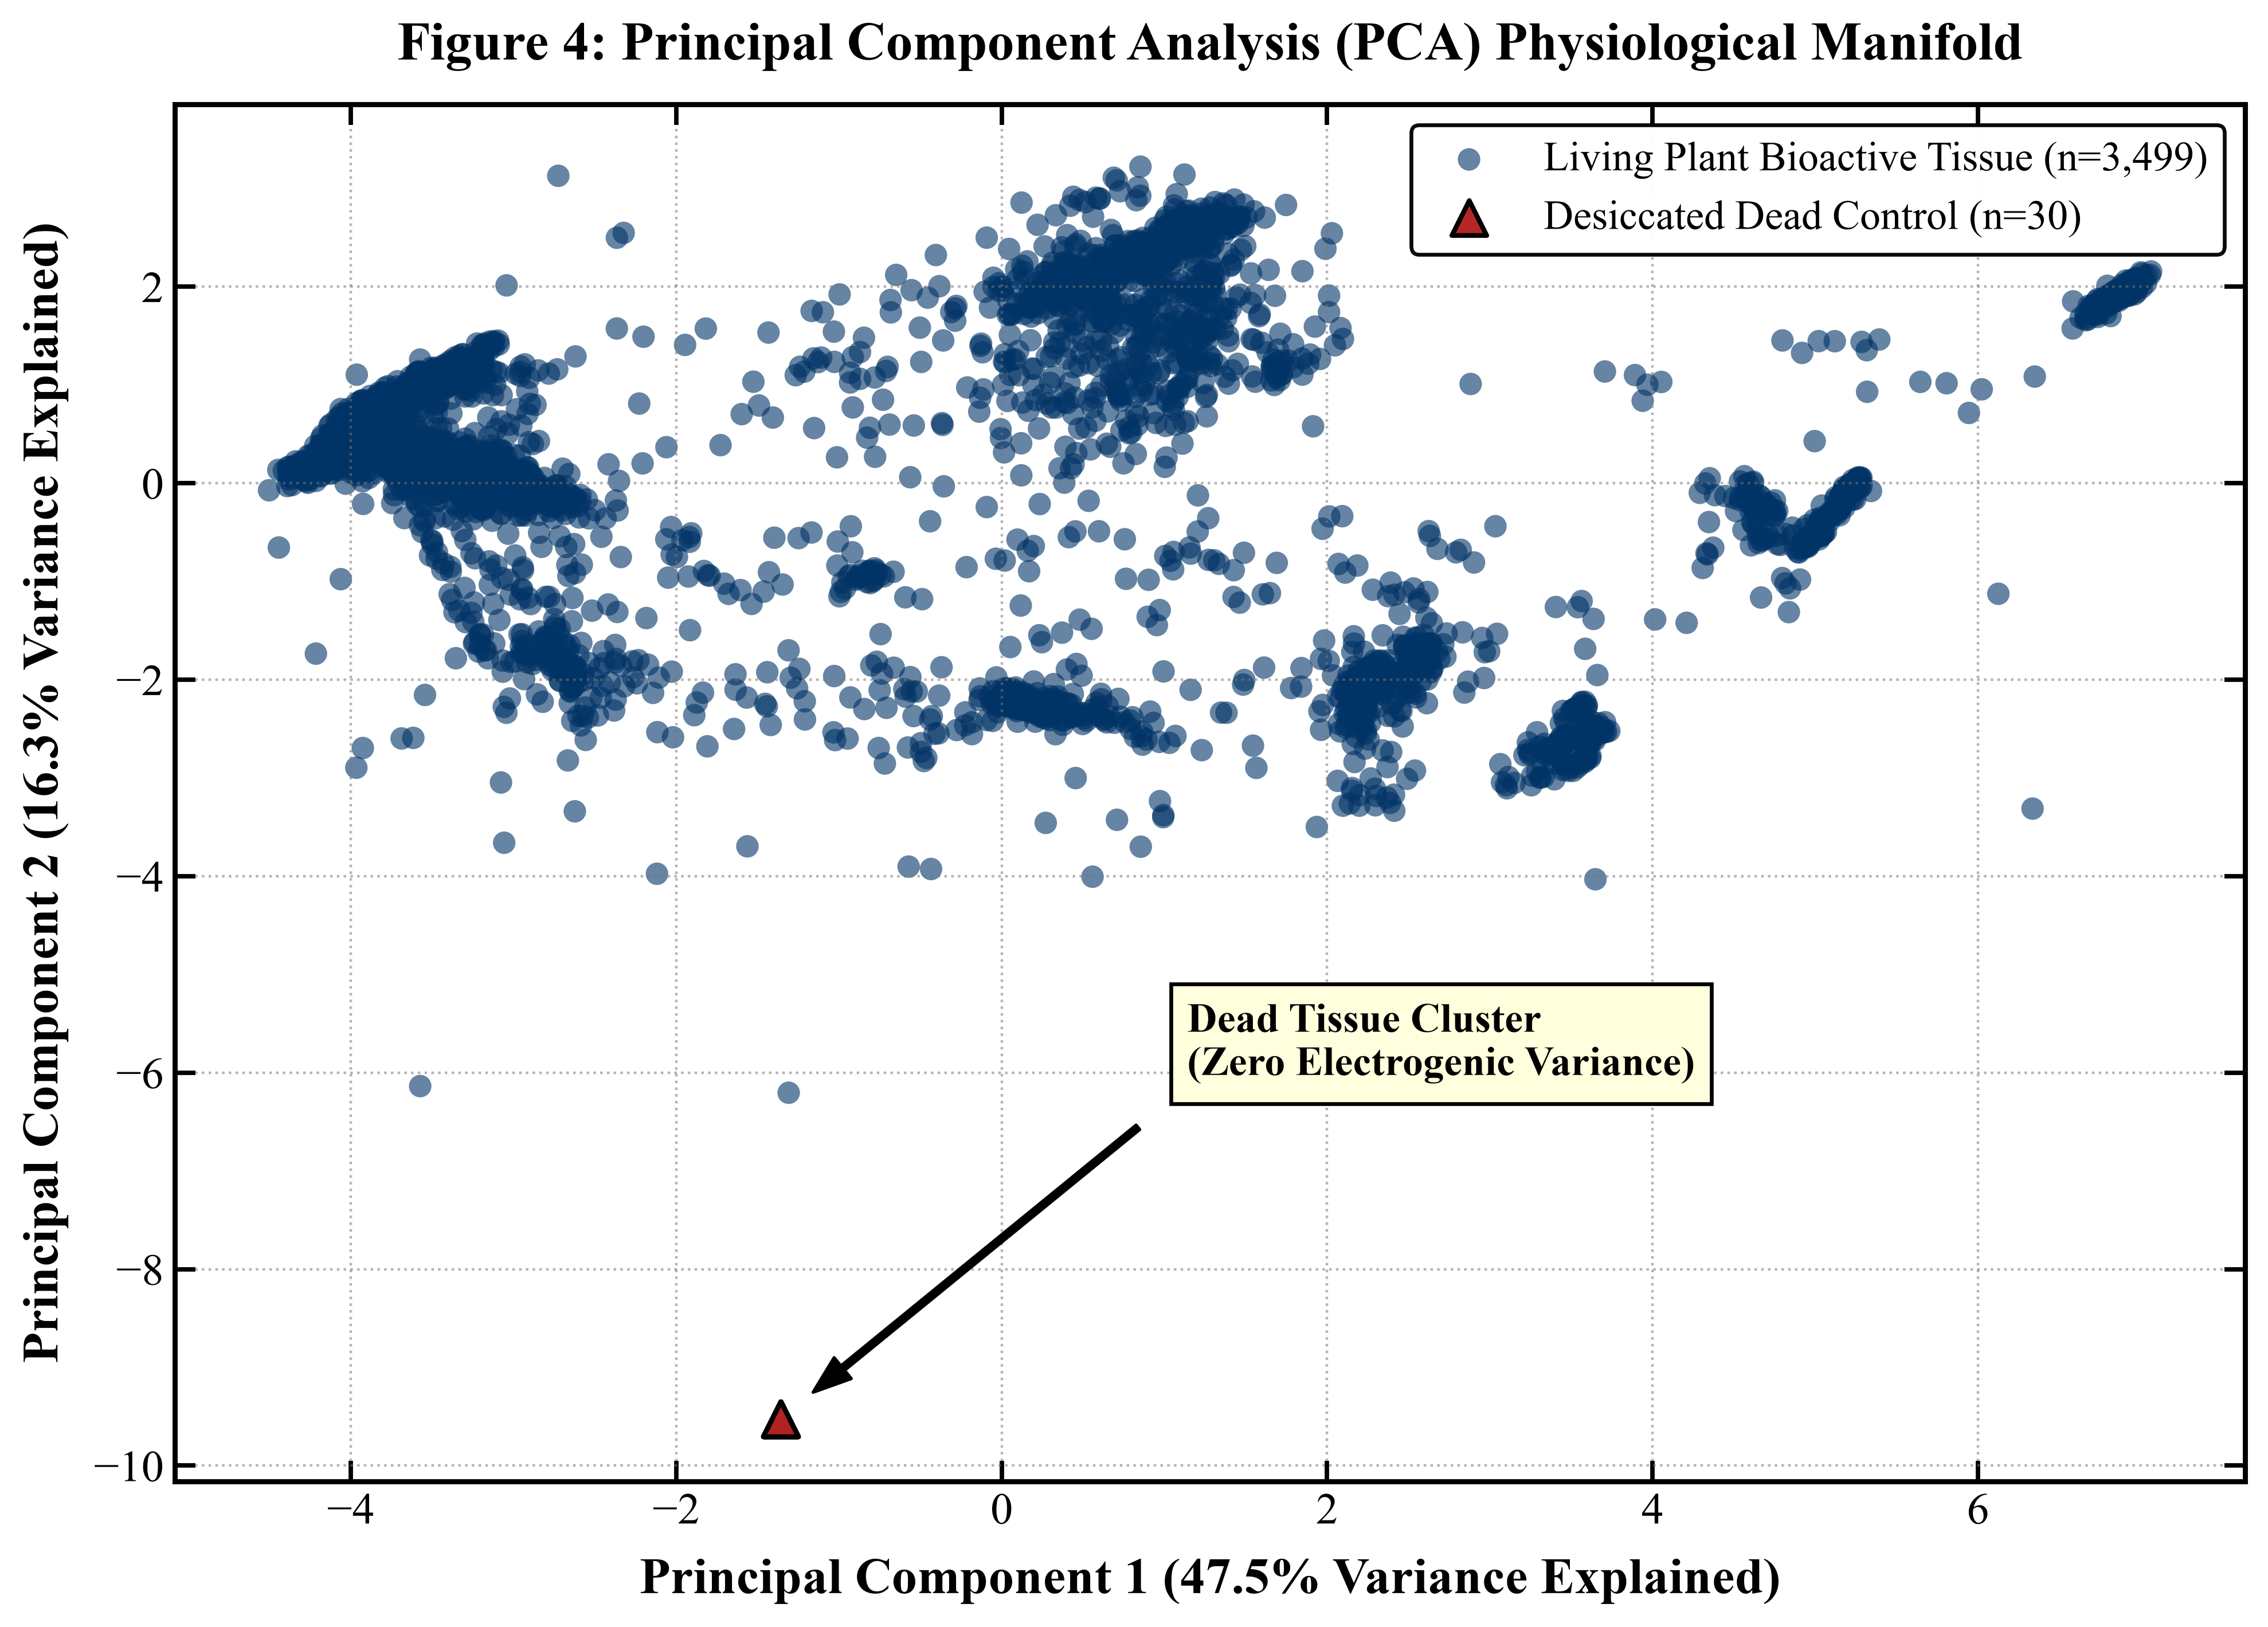 Figure 4: Principal Component Analysis (PCA) Physiological Manifold
Living Plant Bioactive Tissue (n=3,499)
Desiccated Dead Control (n=30)
Principal Component 2 (16.3% Variance Explained)
2
0
−2
−4
−6
−8
−10
Dead Tissue Cluster
(Zero Electrogenic Variance)
−4 −2 0 2 4 6
Principal Component 1 (47.5% Variance Explained)